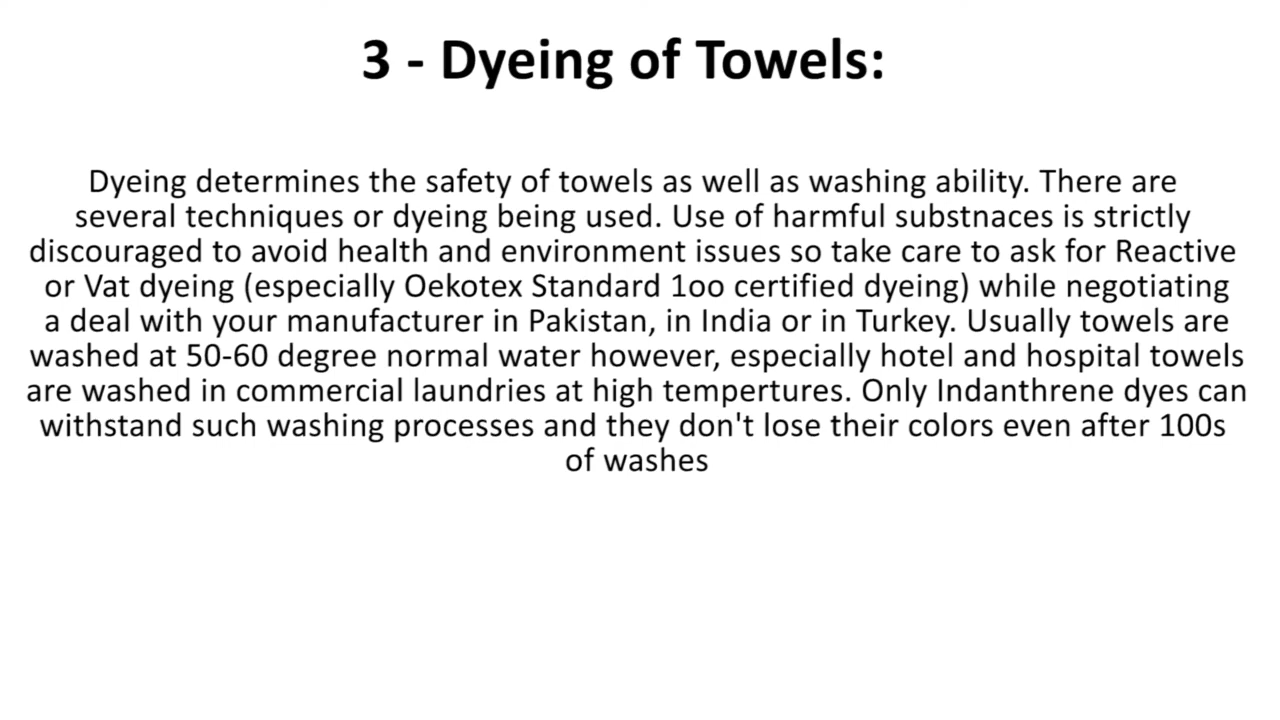 3 - Dyeing of Towels:
Dyeing determines the safety of towels as well as washing ability. There are
several techniques or dyeing being used. Use of harmful substnaces is strictly
discouraged to avoid health and environment issues so take care to ask for Reactive
or Vat dyeing (especially Oekotex Standard 1oo certified dyeing) while negotiating
a deal with your manufacturer in Pakistan, in India or in Turkey. Usually towels are
washed at 50-60 degree normal water however, especially hotel and hospital towels
are washed in commercial laundries at high tempertures. Only Indanthrene dyes can
withstand such washing processes and they don't lose their colors even after 100s
of washes